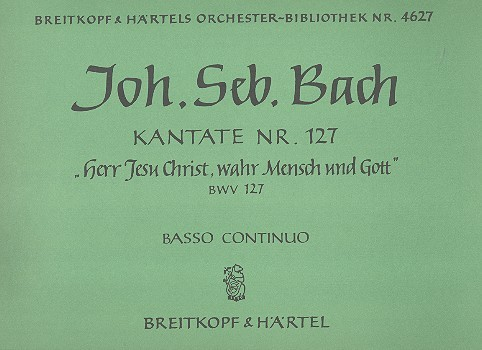 BREITKOPF & HÄRTELS ORCHESTER-BIBLIOTHEK NR. 4627
Joh. Seb. Bach
KANTATE NR. 127
„Herr Jesu Christ, wahr Mensch und Gott"
BWV 127
BASSO CONTINUO
BREITKOPF & HÄRTEL